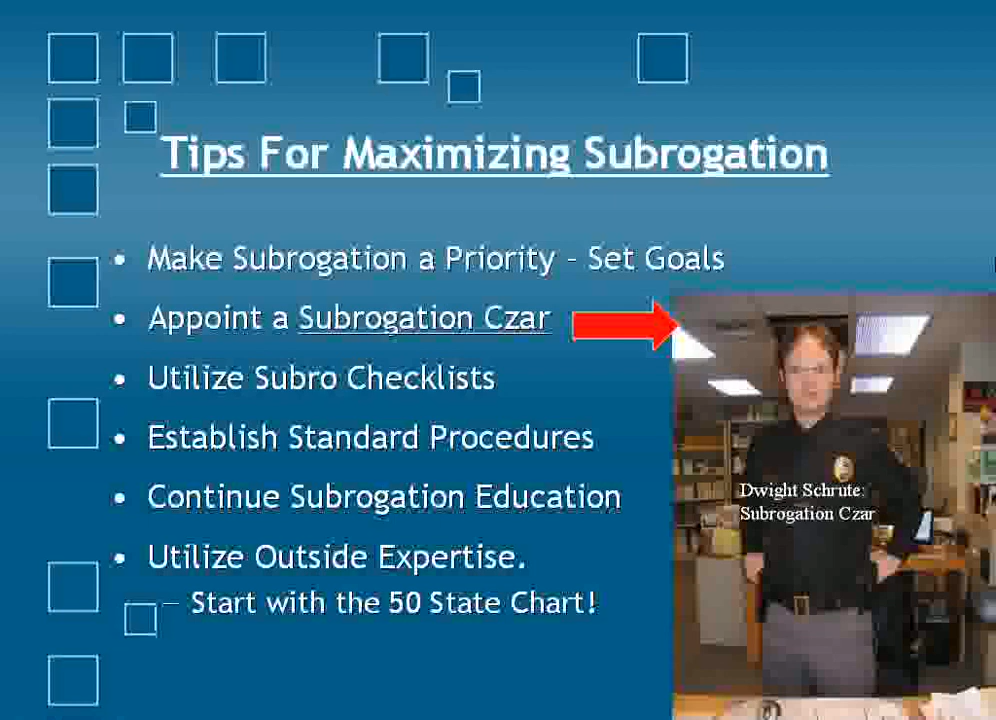 Tips For Maximizing Subrogation
• Make Subrogation a Priority – Set Goals
• Appoint a Subrogation Czar
• Utilize Subro Checklists
• Establish Standard Procedures
• Continue Subrogation Education
• Utilize Outside Expertise.
– Start with the 50 State Chart!
Dwight Schrute:
Subrogation Czar